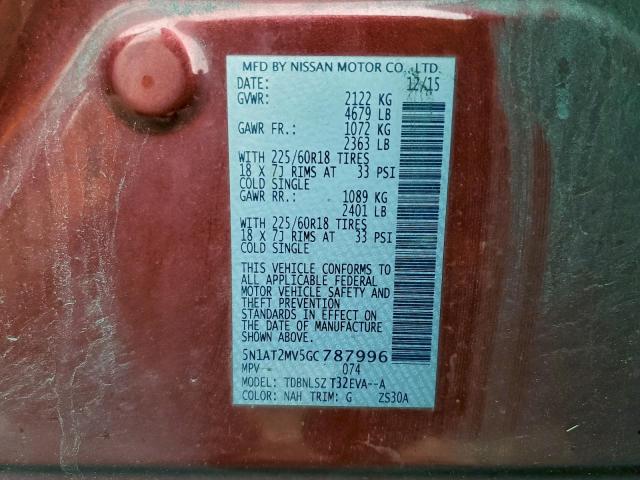 MFD BY NISSAN MOTOR CO., LTD.
DATE: 12/15
GVWR: 2122 KG
4679 LB
GAWR FR.: 1072 KG
2363 LB
WITH 225/60R18 TIRES
18 X 7J RIMS AT 33 PSI
COLD SINGLE
GAWR RR.: 1089 KG
2401 LB
WITH 225/60R18 TIRES
18 X 7J RIMS AT 33 PSI
COLD SINGLE
THIS VEHICLE CONFORMS TO
ALL APPLICABLE FEDERAL
MOTOR VEHICLE SAFETY AND
THEFT PREVENTION
STANDARDS IN EFFECT ON
THE DATE OF MANUFACTURE
SHOWN ABOVE.
5N1AT2MV5GC787996
MPV 074
MODEL: TDBNLSZ T32EVA--A
COLOR: NAH TRIM: G ZS30A